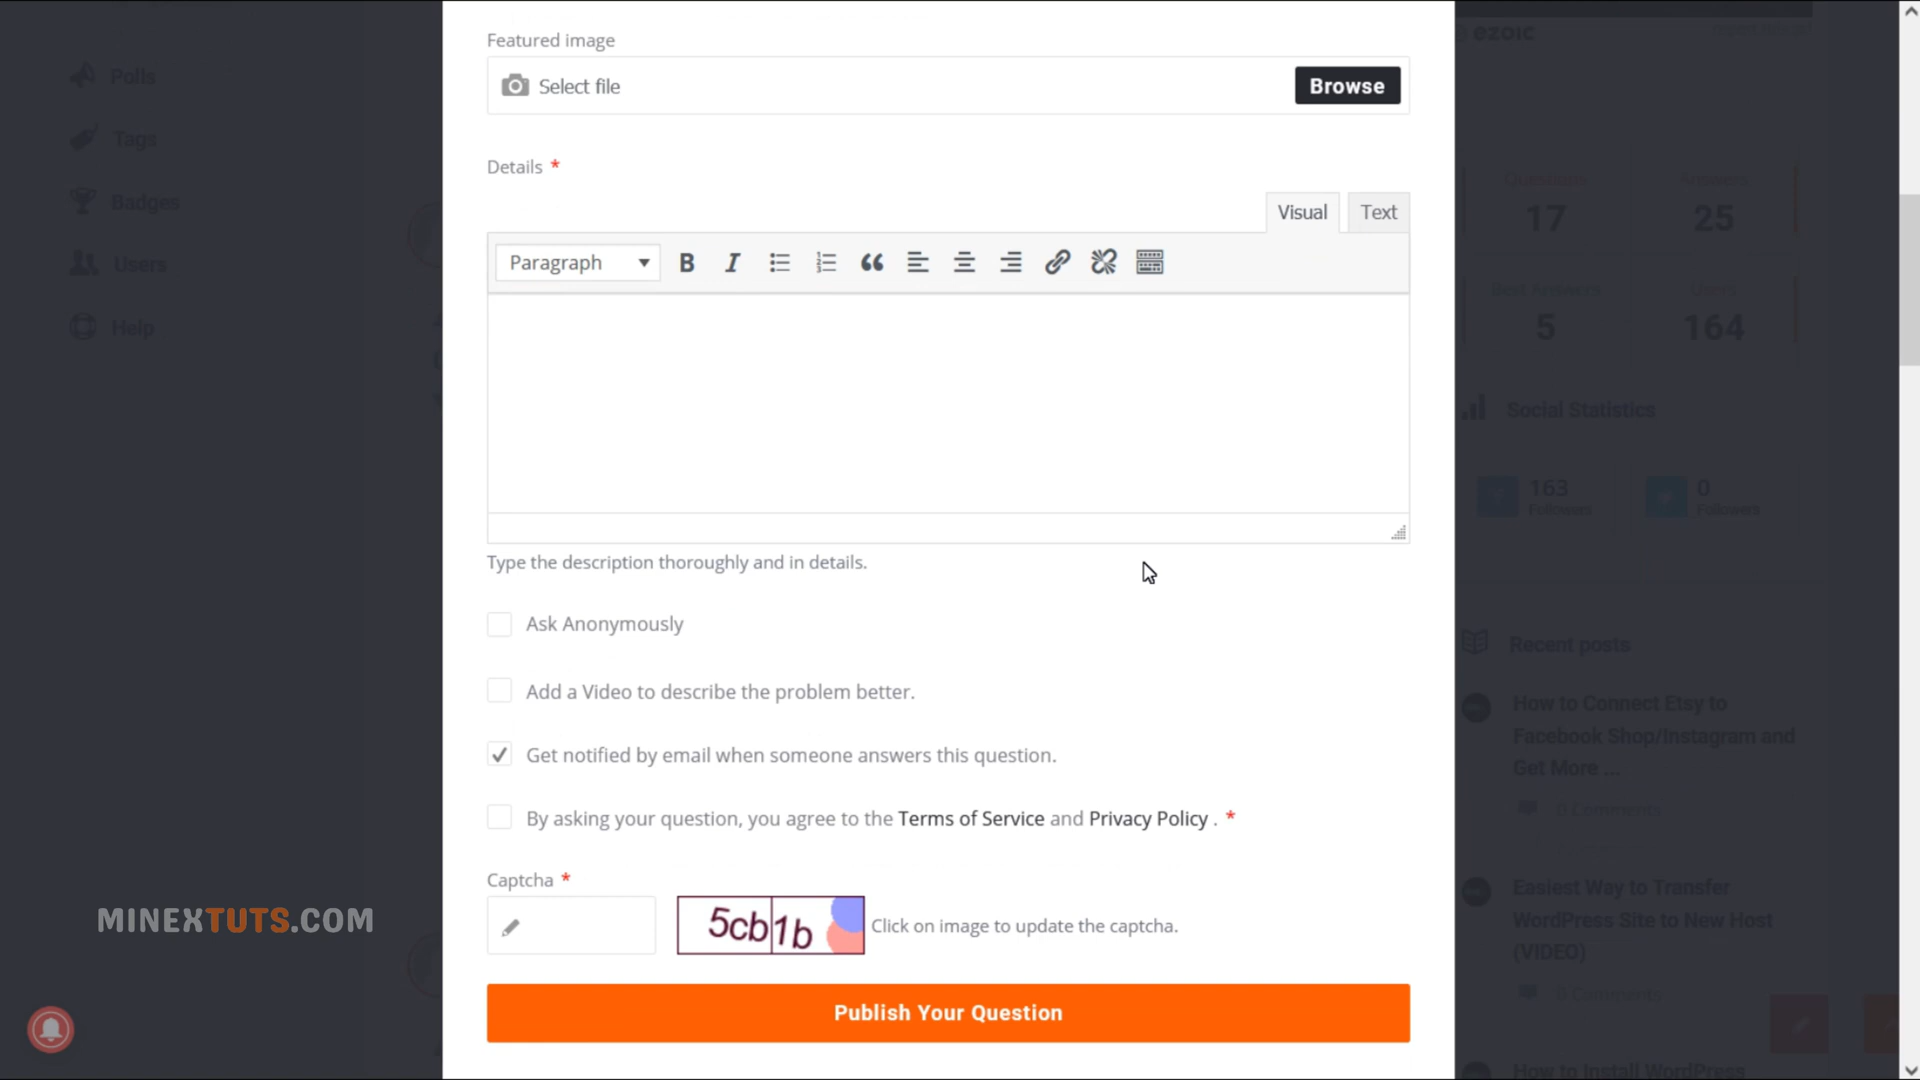 Featured image
Select file
Browse
Details *
Visual
Text
Paragraph
Type the description thoroughly and in details.
Ask Anonymously
Add a Video to describe the problem better.
Get notified by email when someone answers this question.
By asking your question, you agree to the Terms of Service and Privacy Policy . *
Captcha *
5cb1b
Click on image to update the captcha.
Publish Your Question
Polls
Tags
Badges
Users
Help
MINEXTUTS.COM
ezoic
Questions
17
Answers
25
Best Answers
5
Users
164
Social Statistics
163
Followers
0
Followers
Recent posts
How to Connect Etsy to
Facebook Shop/Instagram and
Get More ...
0 Comments
Easiest Way to Transfer
WordPress Site to New Host
(VIDEO)
0 Comments
How to Install WordPress